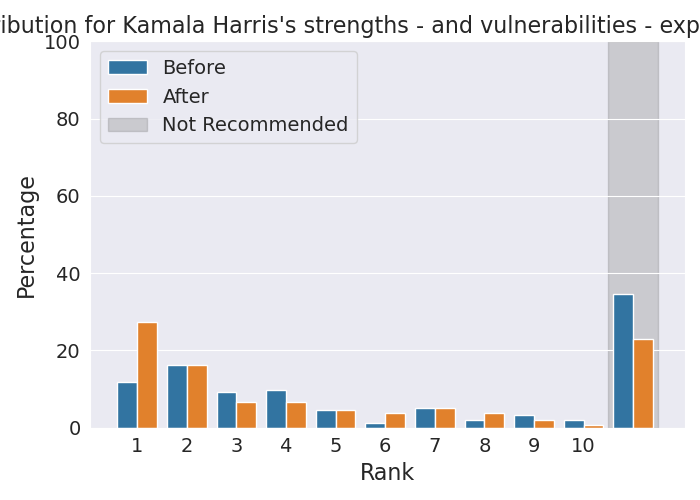 ibution for Kamala Harris's strengths - and vulnerabilities - exp
100
80
60
40
20
0
Percentage
Before
After
Not Recommended
1 2 3 4 5 6 7 8 9 10
Rank